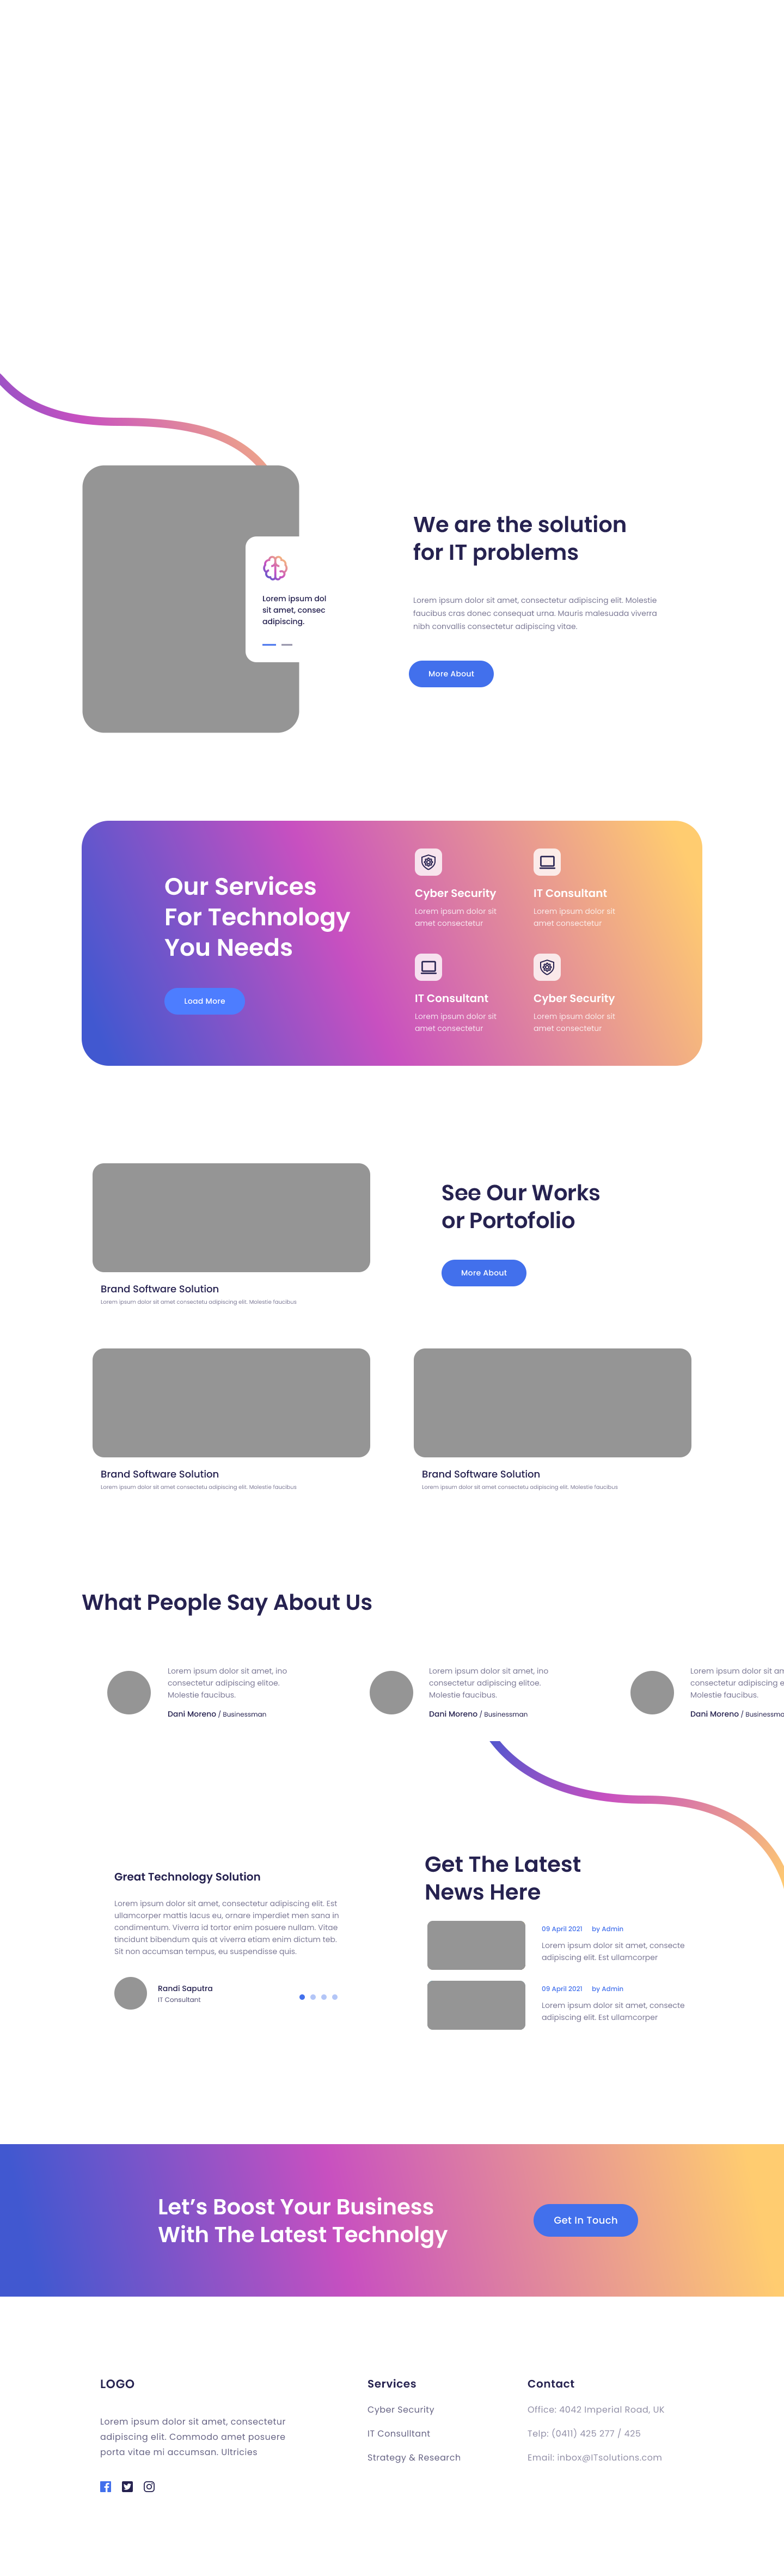 Lorem ipsum dol
sit amet, consec
adipiscing.
We are the solution
for IT problems
Lorem ipsum dolor sit amet, consectetur adipiscing elit. Molestie
faucibus cras donec consequat urna. Mauris malesuada viverra
nibh convallis consectetur adipiscing vitae.
More About
Our Services
For Technology
You Needs
Load More
Cyber Security
Lorem ipsum dolor sit
amet consectetur
IT Consultant
Lorem ipsum dolor sit
amet consectetur
IT Consultant
Lorem ipsum dolor sit
amet consectetur
Cyber Security
Lorem ipsum dolor sit
amet consectetur
Brand Software Solution
Lorem ipsum dolor sit amet consectetu adipiscing elit. Molestie faucibus
See Our Works
or Portofolio
More About
Brand Software Solution
Lorem ipsum dolor sit amet consectetu adipiscing elit. Molestie faucibus
Brand Software Solution
Lorem ipsum dolor sit amet consectetu adipiscing elit. Molestie faucibus
What People Say About Us
Lorem ipsum dolor sit amet, ino
consectetur adipiscing elitoe.
Molestie faucibus.
Dani Moreno / Businessman
Lorem ipsum dolor sit amet, ino
consectetur adipiscing elitoe.
Molestie faucibus.
Dani Moreno / Businessman
Lorem ipsum dolor sit am
consectetur adipiscing e
Molestie faucibus.
Dani Moreno / Businessma
Great Technology Solution
Lorem ipsum dolor sit amet, consectetur adipiscing elit. Est
ullamcorper mattis lacus eu, ornare imperdiet men sana in
condimentum. Viverra id tortor enim posuere nullam. Vitae
tincidunt bibendum quis at viverra etiam enim dictum teb.
Sit non accumsan tempus, eu suspendisse quis.
Randi Saputra
IT Consultant
Get The Latest
News Here
09 April 2021 by Admin
Lorem ipsum dolor sit amet, consecte
adipiscing elit. Est ullamcorper
09 April 2021 by Admin
Lorem ipsum dolor sit amet, consecte
adipiscing elit. Est ullamcorper
Let's Boost Your Business
With The Latest Technolgy
Get In Touch
LOGO
Lorem ipsum dolor sit amet, consectetur
adipiscing elit. Commodo amet posuere
porta vitae mi accumsan. Ultricies
Services
Cyber Security
IT Consulltant
Strategy & Research
Contact
Office: 4042 Imperial Road, UK
Telp: (0411) 425 277 / 425
Email: inbox@ITsolutions.com